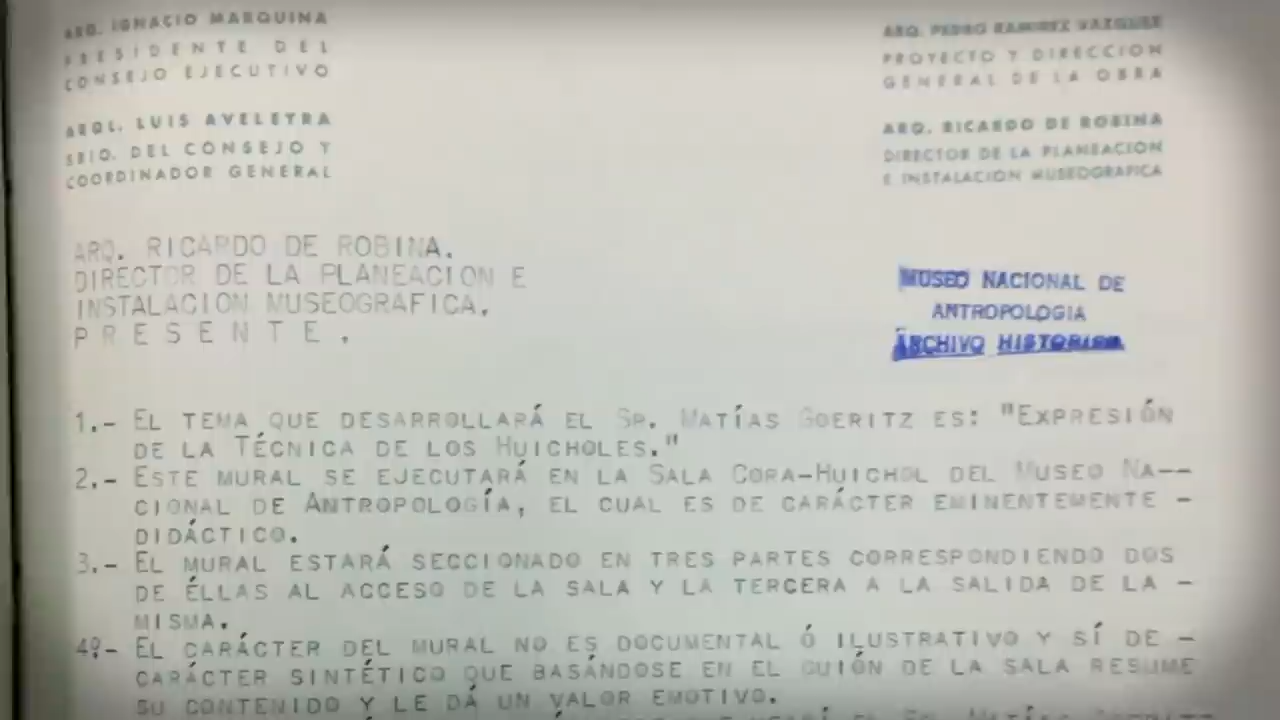 ARQ. IGNACIO MARQUINA
PRESIDENTE DEL
CONSEJO EJECUTIVO
ARQL. LUIS AVELEYRA
SRIO. DEL CONSEJO Y
COORDINADOR GENERAL
ARQ. PEDRO RAMIREZ VAZQUEZ
PROYECTO Y DIRECCION
GENERAL DE LA OBRA
ARQ. RICARDO DE ROBINA
DIRECTOR DE LA PLANEACION
E INSTALACION MUSEOGRAFICA
ARQ. RICARDO DE ROBINA.
DIRECTOR DE LA PLANEACION E
INSTALACION MUSEOGRAFICA.
P R E S E N T E .
MUSEO NACIONAL DE
ANTROPOLOGIA
ARCHIVO HISTORICO
1.- EL TEMA QUE DESARROLLARÁ EL SR. MATÍAS GOERITZ ES: "EXPRESIÓN
DE LA TÉCNICA DE LOS HUICHOLES."
2.- ESTE MURAL SE EJECUTARÁ EN LA SALA CORA-HUICHOL DEL MUSEO NA--
CIONAL DE ANTROPOLOGÍA, EL CUAL ES DE CARÁCTER EMINENTEMENTE -
DIDÁCTICO.
3.- EL MURAL ESTARÁ SECCIONADO EN TRES PARTES CORRESPONDIENDO DOS
DE ÉLLAS AL ACCESO DE LA SALA Y LA TERCERA A LA SALIDA DE LA -
MISMA.
4º- EL CARÁCTER DEL MURAL NO ES DOCUMENTAL Ó ILUSTRATIVO Y SÍ DE -
CARÁCTER SINTÉTICO QUE BASÁNDOSE EN EL GUIÓN DE LA SALA RESUME
SU CONTENIDO Y LE DÁ UN VALOR EMOTIVO.